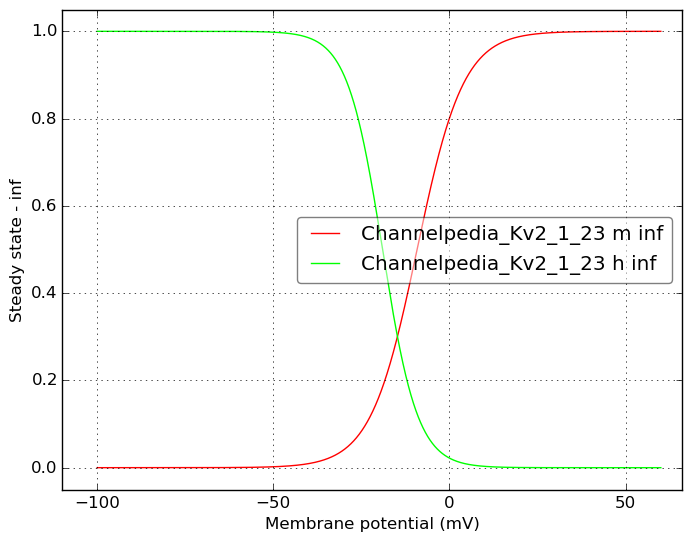 1.0
0.8
0.6
0.4
0.2
0.0
Steady state - inf
Channelpedia_Kv2_1_23 m inf
Channelpedia_Kv2_1_23 h inf
−100
−50
0
50
Membrane potential (mV)